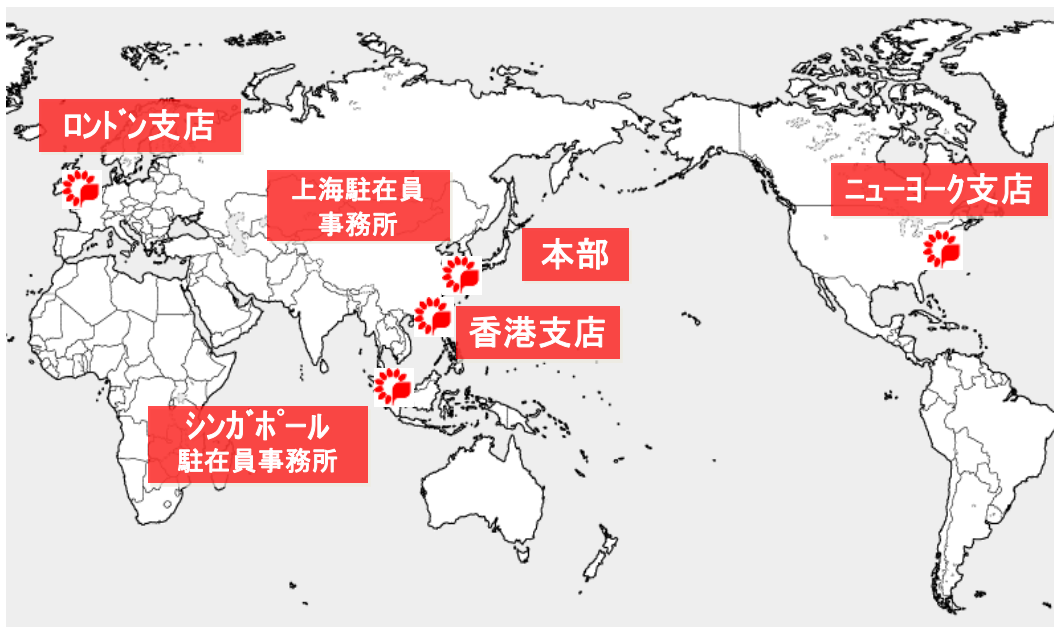 ﾛﾝﾄﾞﾝ支店
上海駐在員
事務所
ニューヨーク支店
本部
香港支店
ｼﾝｶﾞﾎﾟｰﾙ
駐在員事務所